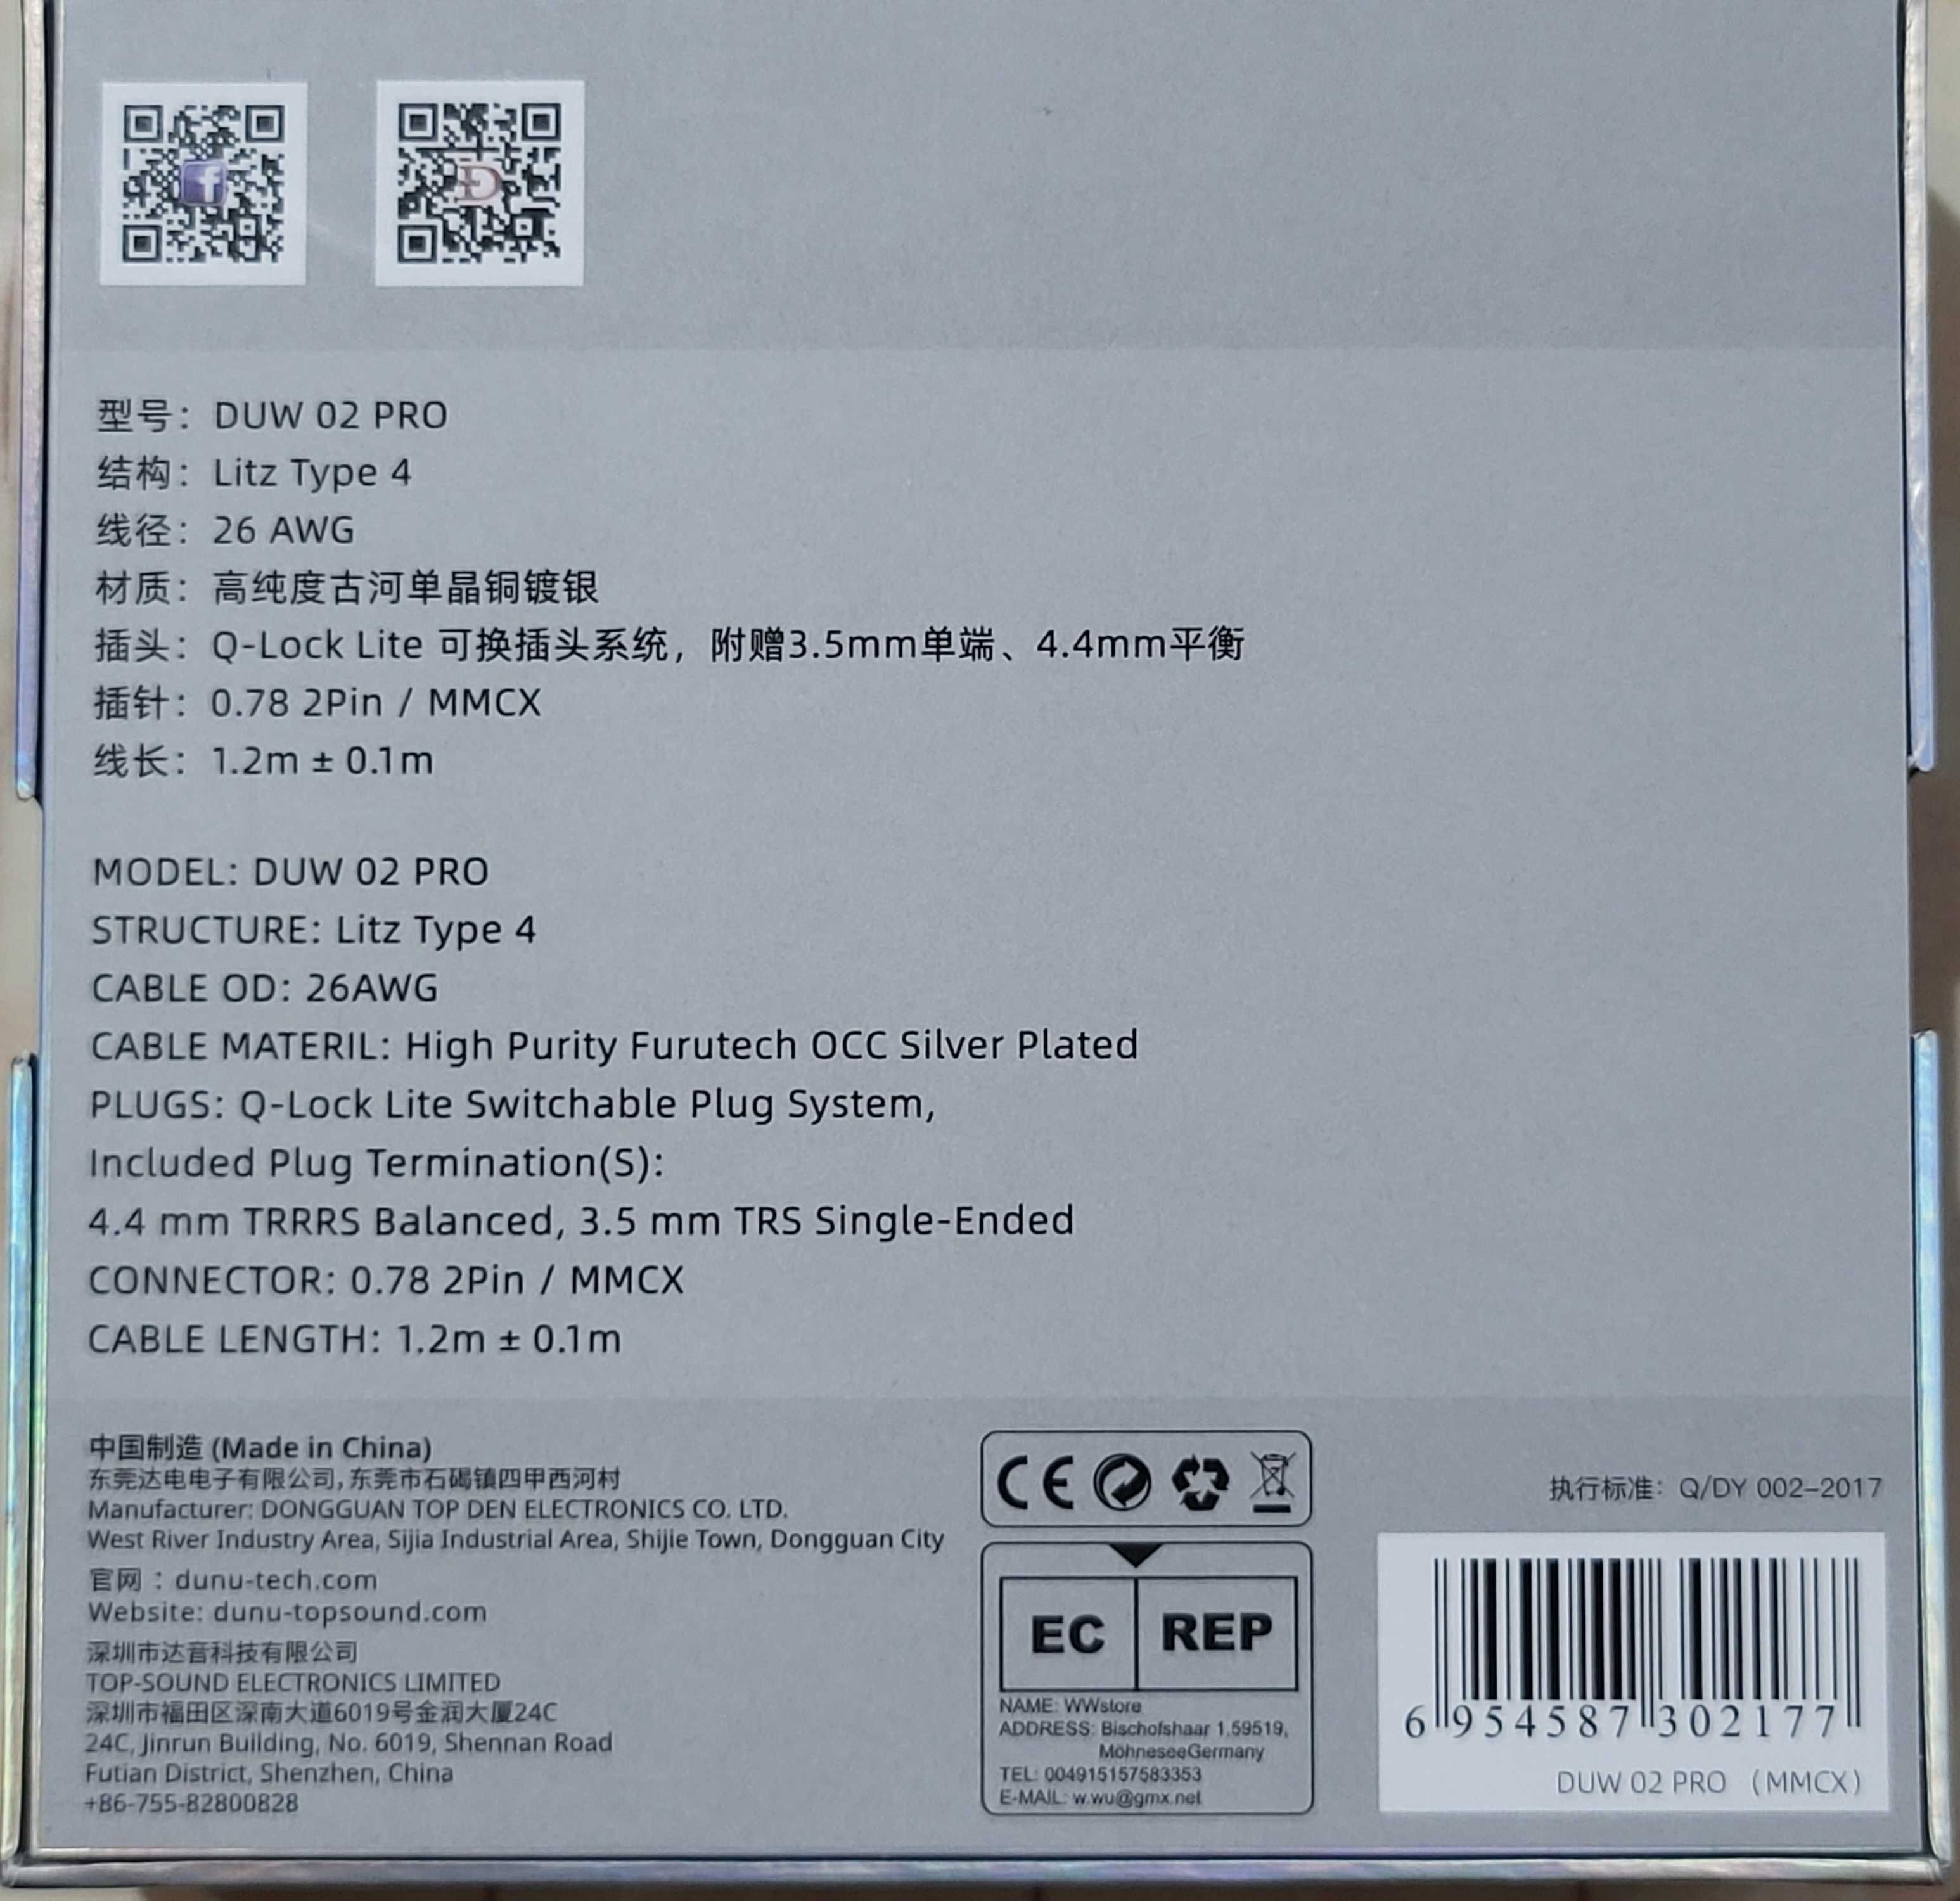 型号：DUW 02 PRO
结构：Litz Type 4
线径：26 AWG
材质：高纯度古河单晶铜镀银
插头：Q-Lock Lite 可换插头系统，附赠3.5mm单端、4.4mm平衡
插针：0.78 2Pin / MMCX
线长：1.2m ± 0.1m
MODEL: DUW 02 PRO
STRUCTURE: Litz Type 4
CABLE OD: 26AWG
CABLE MATERIL: High Purity Furutech OCC Silver Plated
PLUGS: Q-Lock Lite Switchable Plug System,
Included Plug Termination(S):
4.4 mm TRRRS Balanced, 3.5 mm TRS Single-Ended
CONNECTOR: 0.78 2Pin / MMCX
CABLE LENGTH: 1.2m ± 0.1m
中国制造 (Made in China)
东莞达电电子有限公司,东莞市石碣镇四甲西河村
Manufacturer: DONGGUAN TOP DEN ELECTRONICS CO. LTD.
West River Industry Area, Sijia Industrial Area, Shijie Town, Dongguan City
官网：dunu-tech.com
Website: dunu-topsound.com
深圳市达音科技有限公司
TOP-SOUND ELECTRONICS LIMITED
深圳市福田区深南大道6019号金润大厦24C
24C, Jinrun Building, No. 6019, Shennan Road
Futian District, Shenzhen, China
+86-755-82800828
CE
EC REP
NAME: WWstore
ADDRESS: Bischofshaar 1,59519,
MöhneseeGermany
TEL: 004915157583353
E-MAIL: w.wu@gmx.net
执行标准：Q/DY 002-2017
6 954587 302177
DUW 02 PRO （MMCX）